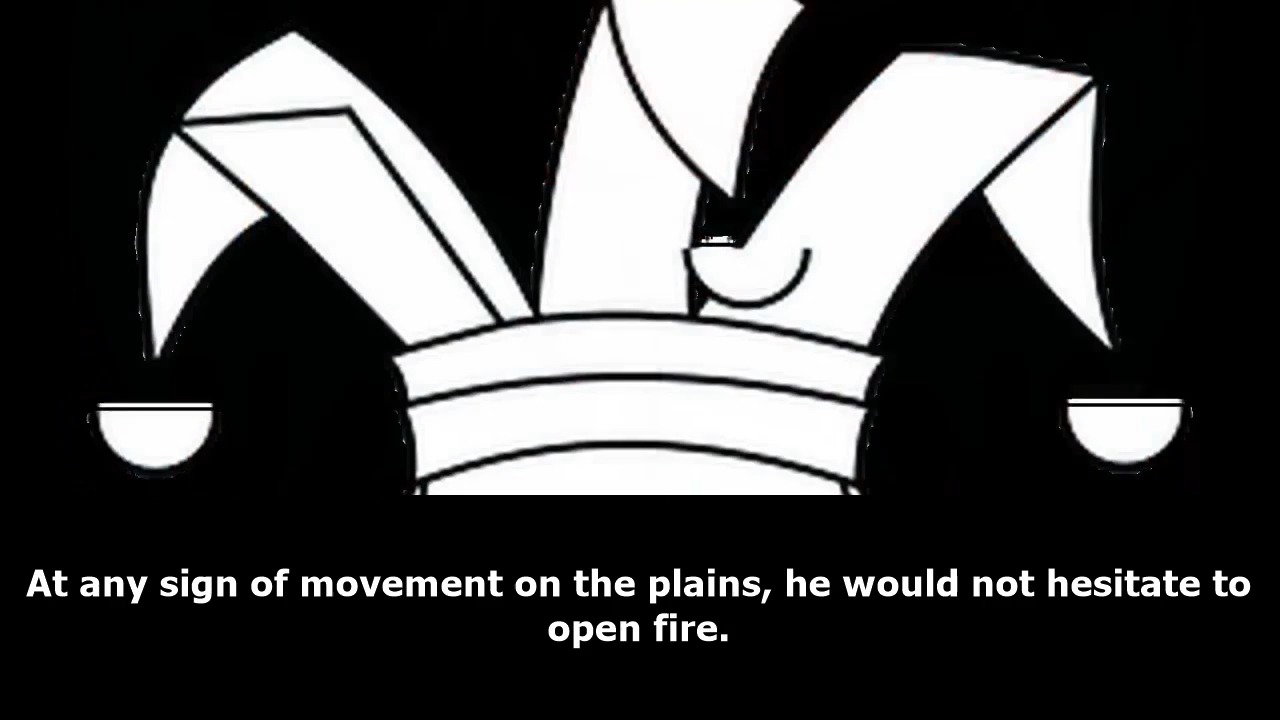 At any sign of movement on the plains, he would not hesitate to
open fire.